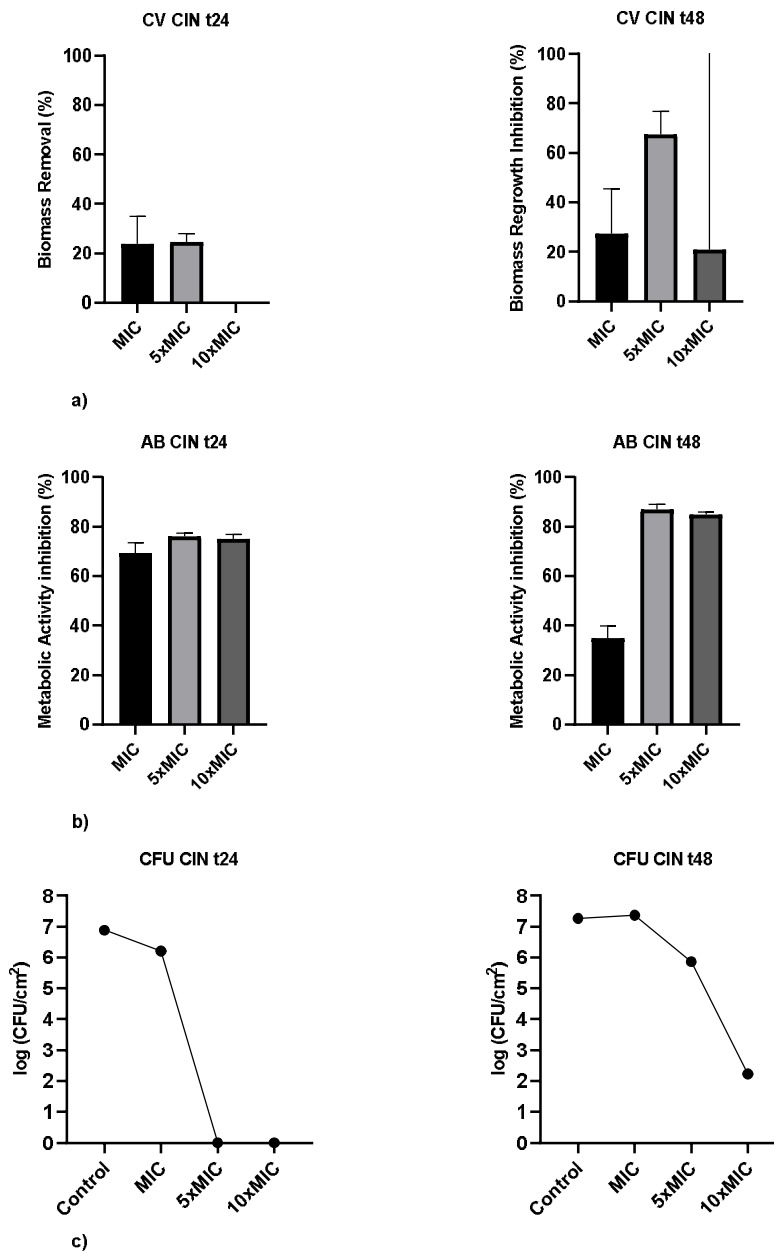 CV CIN t24
Biomass Removal (%)
100
80
60
40
20
0
MIC
5xMIC
10xMIC
CV CIN t48
Biomass Regrowth Inhibition (%)
100
80
60
40
20
0
MIC
5xMIC
10xMIC
a)
AB CIN t24
Metabolic Activity inhibition (%)
100
80
60
40
20
0
MIC
5xMIC
10xMIC
AB CIN t48
Metabolic Activity inhibition (%)
100
80
60
40
20
0
MIC
5xMIC
10xMIC
b)
CFU CIN t24
log (CFU/cm²)
8
7
6
5
4
3
2
1
0
Control
MIC
5xMIC
10xMIC
CFU CIN t48
log (CFU/cm²)
8
7
6
5
4
3
2
1
0
Control
MIC
5xMIC
10xMIC
c)